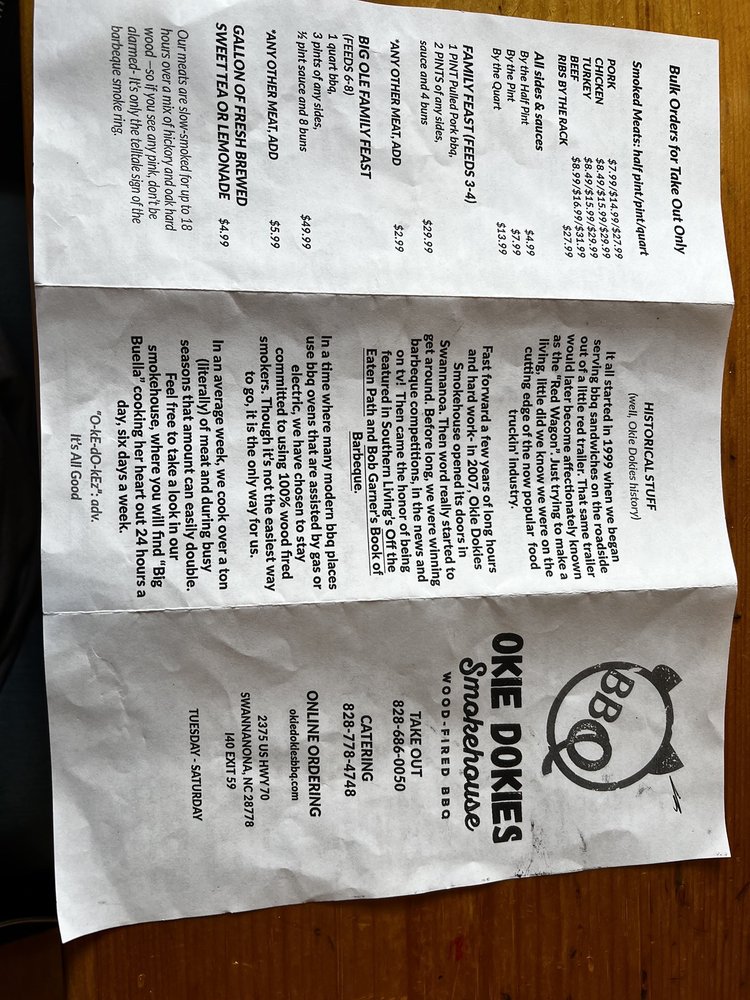 Bulk Orders for Take Out Only
Smoked Meats: half pint/pint/quart
PORK $7.99/$14.99/$27.99
CHICKEN $8.49/$15.99/$29.99
TURKEY $8.49/$15.99/$29.99
BEEF $8.99/$16.99/$31.99
RIBS BY THE RACK $27.99
All sides & sauces
By the Half Pint $4.99
By the Pint $7.99
By the Quart $13.99
FAMILY FEAST (FEEDS 3-4)
1 PINT Pulled Pork bbq,
2 PINTS of any sides,
sauce and 4 buns $29.99
*ANY OTHER MEAT, ADD $2.99
BIG OLE FAMILY FEAST
(FEEDS 6-8)
1 quart bbq,
3 pints of any sides,
½ pint sauce and 8 buns $49.99
*ANY OTHER MEAT, ADD $5.99
GALLON OF FRESH BREWED
SWEET TEA OR LEMONADE $4.99
Our meats are slow-smoked for up to 18
hours over a mix of hickory and oak hard
wood —so if you see any pink, don't be
alarmed- It's only the telltale sign of the
barbeque smoke ring.
HISTORICAL STUFF
(well, Okie Dokies history)
It all started in 1999 when we began
serving bbq sandwiches on the roadside
out of a little red trailer. That same trailer
would later become affectionately known
as the "Red Wagon." Just trying to make a
living, little did we know we were on the
cutting edge of the now popular food
truckin' industry.
Fast forward a few years of long hours
and hard work- in 2007, Okie Dokies
Smokehouse opened its doors in
Swannanoa. Then word really started to
get around. Before long, we were winning
barbeque competitions, in the news and
on tv! Then came the honor of being
featured in Southern Living's Off the
Eaten Path and Bob Garner's Book of
Barbeque.
In a time where many modern bbq places
use bbq ovens that are assisted by gas or
electric, we have chosen to stay
committed to using 100% wood fired
smokers. Though it's not the easiest way
to go, it is the only way for us.
In an average week, we cook over a ton
(literally) of meat and during busy
seasons that amount can easily double.
Feel free to take a look in our
smokehouse, where you will find "Big
Buella" cooking her heart out 24 hours a
day, six days a week.
"O-kE-dO-kEz": adv.
It's All Good
BBQ
OKIE DOKIES
Smokehouse
WOOD-FIRED BBQ
TAKE OUT
828-686-0050
CATERING
828-778-4748
ONLINE ORDERING
okiedokiesbbq.com
2375 US HWY 70
SWANNANONA, NC 28778
I40 EXIT 59
TUESDAY - SATURDAY